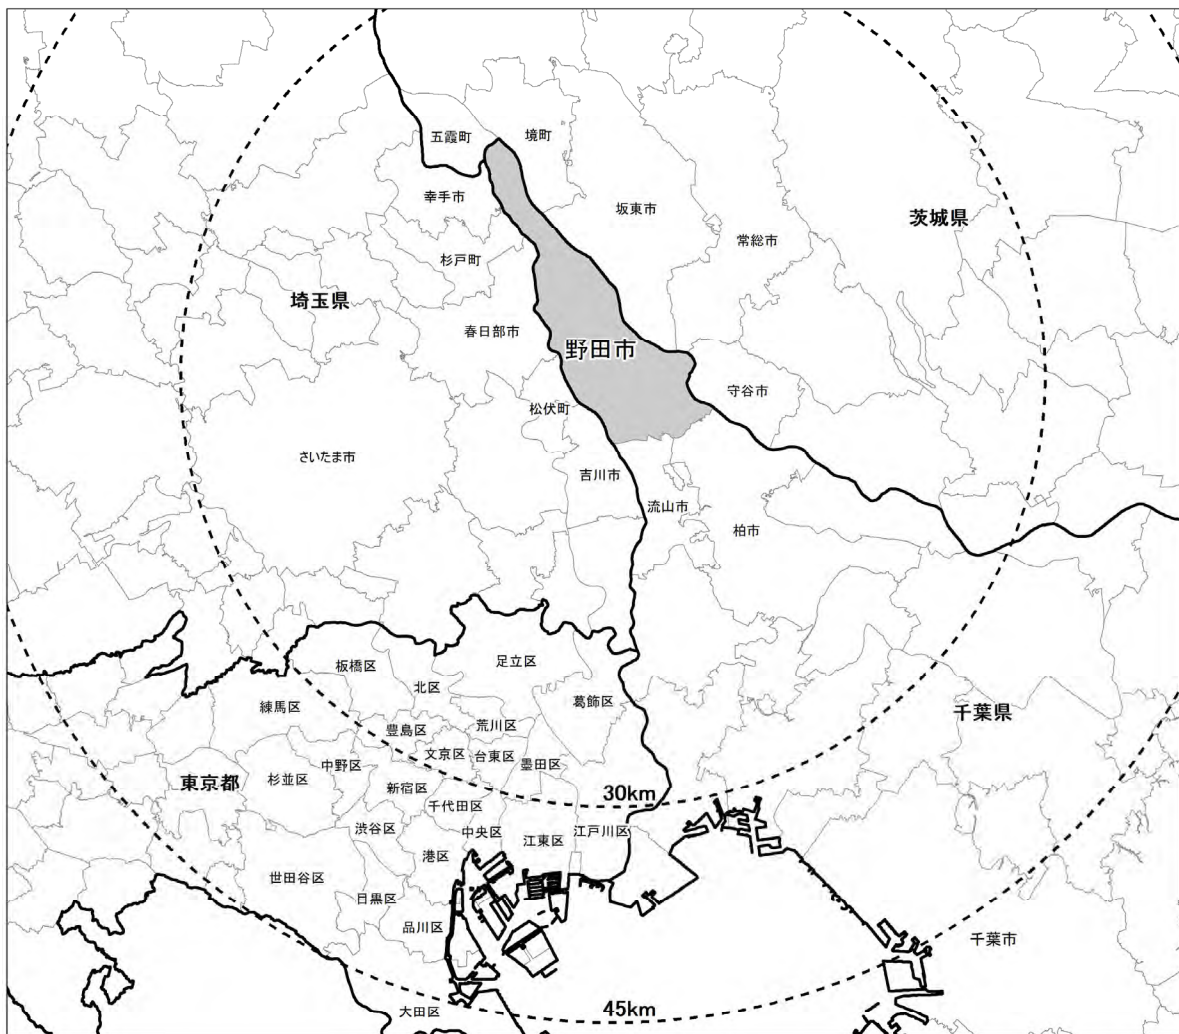 五霞町
境町
幸手市
坂東市
茨城県
常総市
杉戸町
埼玉県
春日部市
野田市
守谷市
松伏町
さいたま市
吉川市
流山市
柏市
足立区
板橋区
北区
葛飾区
練馬区
千葉県
荒川区
豊島区
文京区
台東区
墨田区
中野区
東京都
杉並区
新宿区
30km
千代田区
渋谷区
中央区
江戸川区
江東区
港区
世田谷区
目黒区
品川区
千葉市
大田区
45km